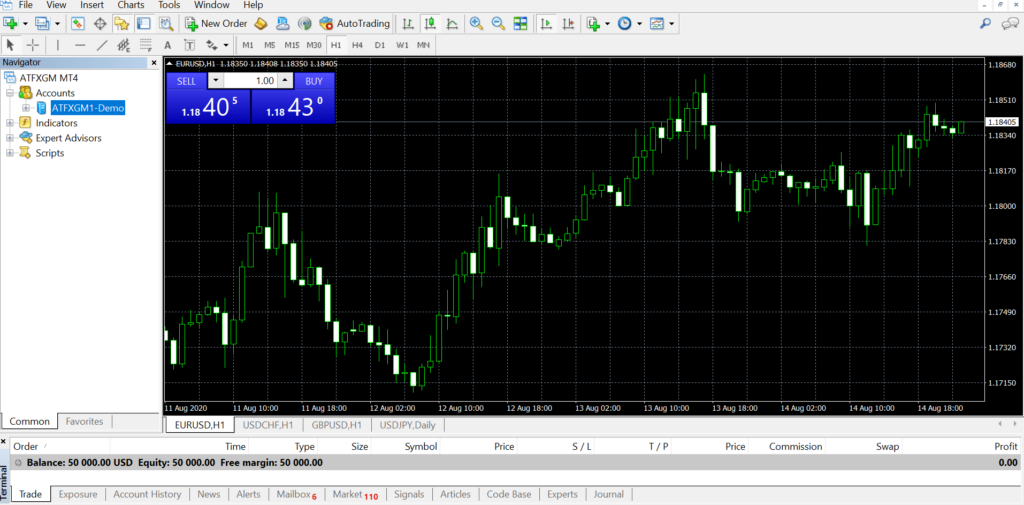 File View Insert Charts Tools Window Help
New Order AutoTrading
A T M1 M5 M15 M30 H1 H4 D1 W1 MN
Navigator
ATFXGM MT4
Accounts
ATFXGM1-Demo
Indicators
Expert Advisors
Scripts
Common Favorites
EURUSD,H1 1.18350 1.18408 1.18350 1.18405
SELL 1.00 BUY
1.18 40 5 1.18 43 0
1.18680
1.18510
1.18405
1.18340
1.18170
1.18000
1.17830
1.17660
1.17490
1.17320
1.17150
11 Aug 2020 11 Aug 10:00 11 Aug 18:00 12 Aug 02:00 12 Aug 10:00 12 Aug 18:00 13 Aug 02:00 13 Aug 10:00 13 Aug 18:00 14 Aug 02:00 14 Aug 10:00 14 Aug 18:00
EURUSD,H1 USDCHF,H1 GBPUSD,H1 USDJPY,Daily
Order Time Type Size Symbol Price S / L T / P Price Commission Swap Profit
Balance: 50 000.00 USD Equity: 50 000.00 Free margin: 50 000.00 0.00
Terminal
Trade Exposure Account History News Alerts Mailbox 6 Market 110 Signals Articles Code Base Experts Journal